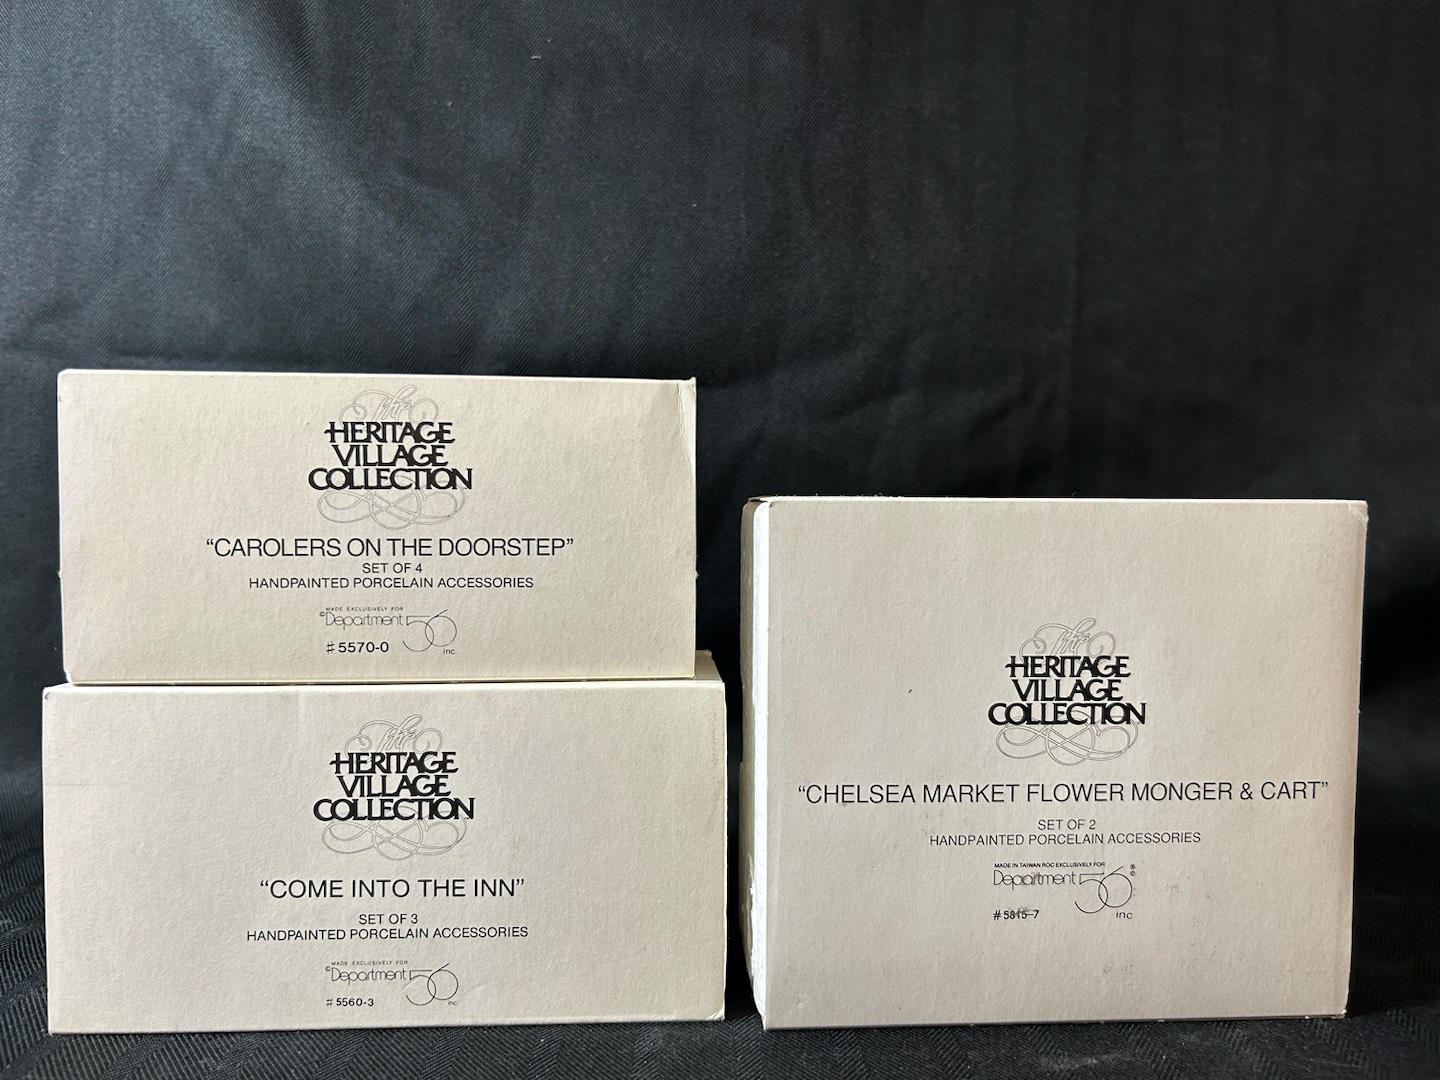 The
HERITAGE
VILLAGE
COLLECTION
“CAROLERS ON THE DOORSTEP”
SET OF 4
HANDPAINTED PORCELAIN ACCESSORIES
MADE EXCLUSIVELY FOR
©Department 56
#5570-0 inc.
The
HERITAGE
VILLAGE
COLLECTION
“COME INTO THE INN”
SET OF 3
HANDPAINTED PORCELAIN ACCESSORIES
MADE EXCLUSIVELY FOR
©Department 56
#5560-3 inc.
The
HERITAGE
VILLAGE
COLLECTION
“CHELSEA MARKET FLOWER MONGER & CART”
SET OF 2
HANDPAINTED PORCELAIN ACCESSORIES
MADE IN TAIWAN ROC EXCLUSIVELY FOR
Department 56 ®©
#5815-7 inc